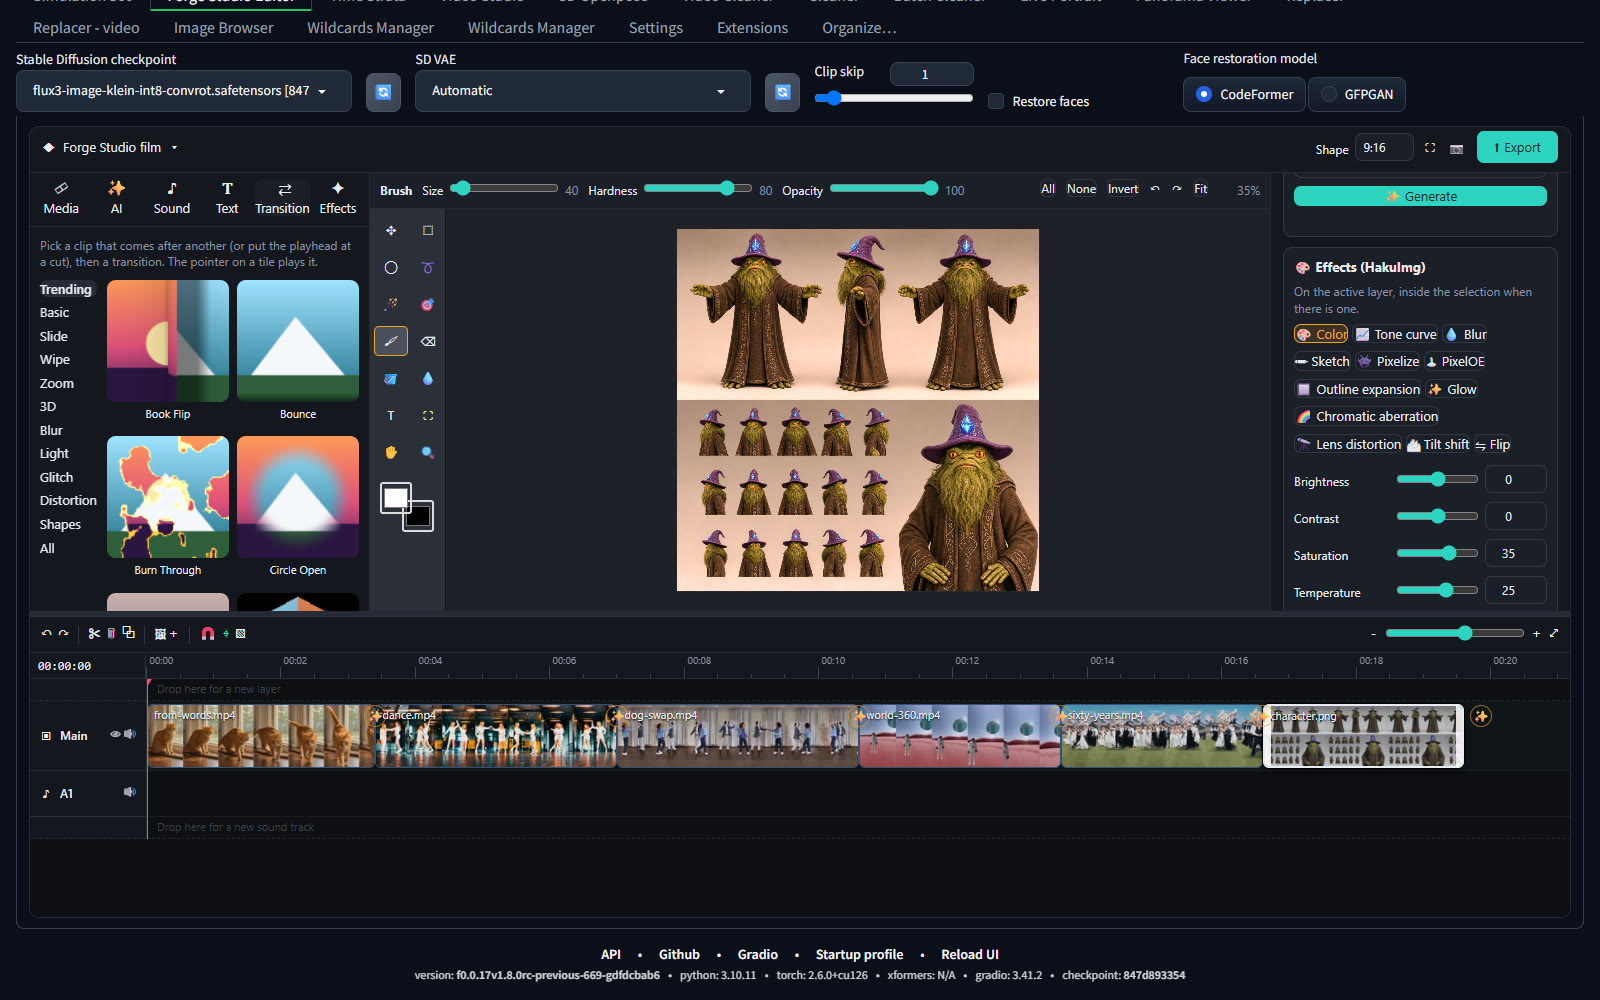 Forge Studio Editor
Replacer - video Image Browser Wildcards Manager Wildcards Manager Settings Extensions Organize…
Stable Diffusion checkpoint SD VAE Clip skip 1 Face restoration model
flux3-image-klein-int8-convrot.safetensors [847 Automatic Restore faces CodeFormer GFPGAN
Forge Studio film Shape 9:16 Export
Media AI Sound Text Transition Effects
Brush Size 40 Hardness 80 Opacity 100 All None Invert Fit 35%
Generate
Pick a clip that comes after another (or put the playhead at
a cut), then a transition. The pointer on a tile plays it.
Trending
Basic
Slide
Wipe
Zoom
3D
Blur
Light
Glitch
Distortion
Shapes
All
Book Flip Bounce
Burn Through Circle Open
T
Effects (HakuImg)
On the active layer, inside the selection when
there is one.
Color Tone curve Blur
Sketch Pixelize PixelOE
Outline expansion Glow
Chromatic aberration
Lens distortion Tilt shift Flip
Brightness 0
Contrast 0
Saturation 35
Temperature 25
00:00:00 00:00 00:02 00:04 00:06 00:08 00:10 00:12 00:14 00:16 00:18 00:20
Drop here for a new layer
Main from-words.mp4 dance.mp4 dog-swap.mp4 world-360.mp4 sixty-years.mp4 character.png
A1
Drop here for a new sound track
API • Github • Gradio • Startup profile • Reload UI
version: f0.0.17v1.8.0rc-previous-669-gdfdcbab6 • python: 3.10.11 • torch: 2.6.0+cu126 • xformers: N/A • gradio: 3.41.2 • checkpoint: 847d893354